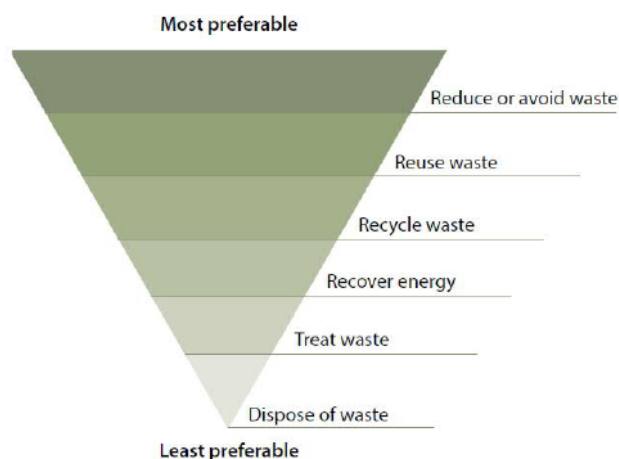 Most preferable
Reduce or avoid waste
Reuse waste
Recycle waste
Recover energy
Treat waste
Dispose of waste
Least preferable